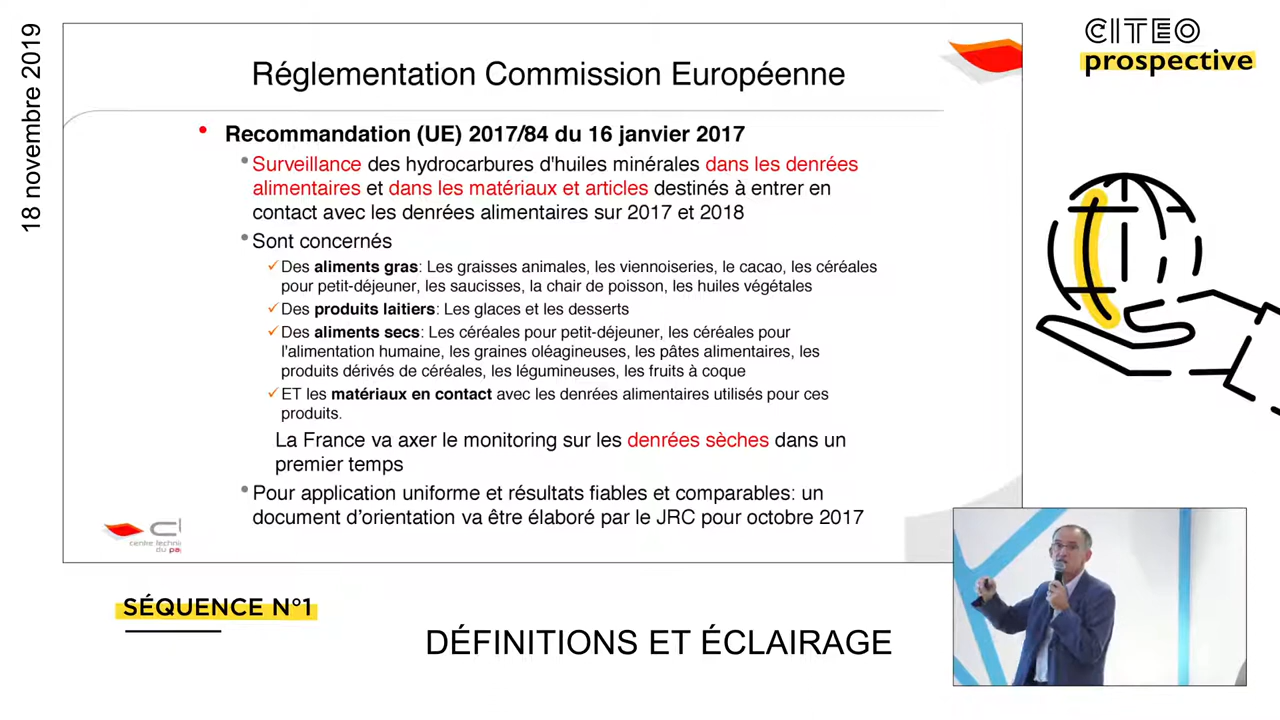 18 novembre 2019
CITEO
prospective
Réglementation Commission Européenne
• Recommandation (UE) 2017/84 du 16 janvier 2017
• Surveillance des hydrocarbures d'huiles minérales dans les denrées
alimentaires et dans les matériaux et articles destinés à entrer en
contact avec les denrées alimentaires sur 2017 et 2018
• Sont concernés
✓ Des aliments gras: Les graisses animales, les viennoiseries, le cacao, les céréales
pour petit-déjeuner, les saucisses, la chair de poisson, les huiles végétales
✓ Des produits laitiers: Les glaces et les desserts
✓ Des aliments secs: Les céréales pour petit-déjeuner, les céréales pour
l'alimentation humaine, les graines oléagineuses, les pâtes alimentaires, les
produits dérivés de céréales, les légumineuses, les fruits à coque
✓ ET les matériaux en contact avec les denrées alimentaires utilisés pour ces
produits.
La France va axer le monitoring sur les denrées sèches dans un
premier temps
• Pour application uniforme et résultats fiables et comparables: un
document d’orientation va être élaboré par le JRC pour octobre 2017
centre techni
du pa
SÉQUENCE N°1
DÉFINITIONS ET ÉCLAIRAGE